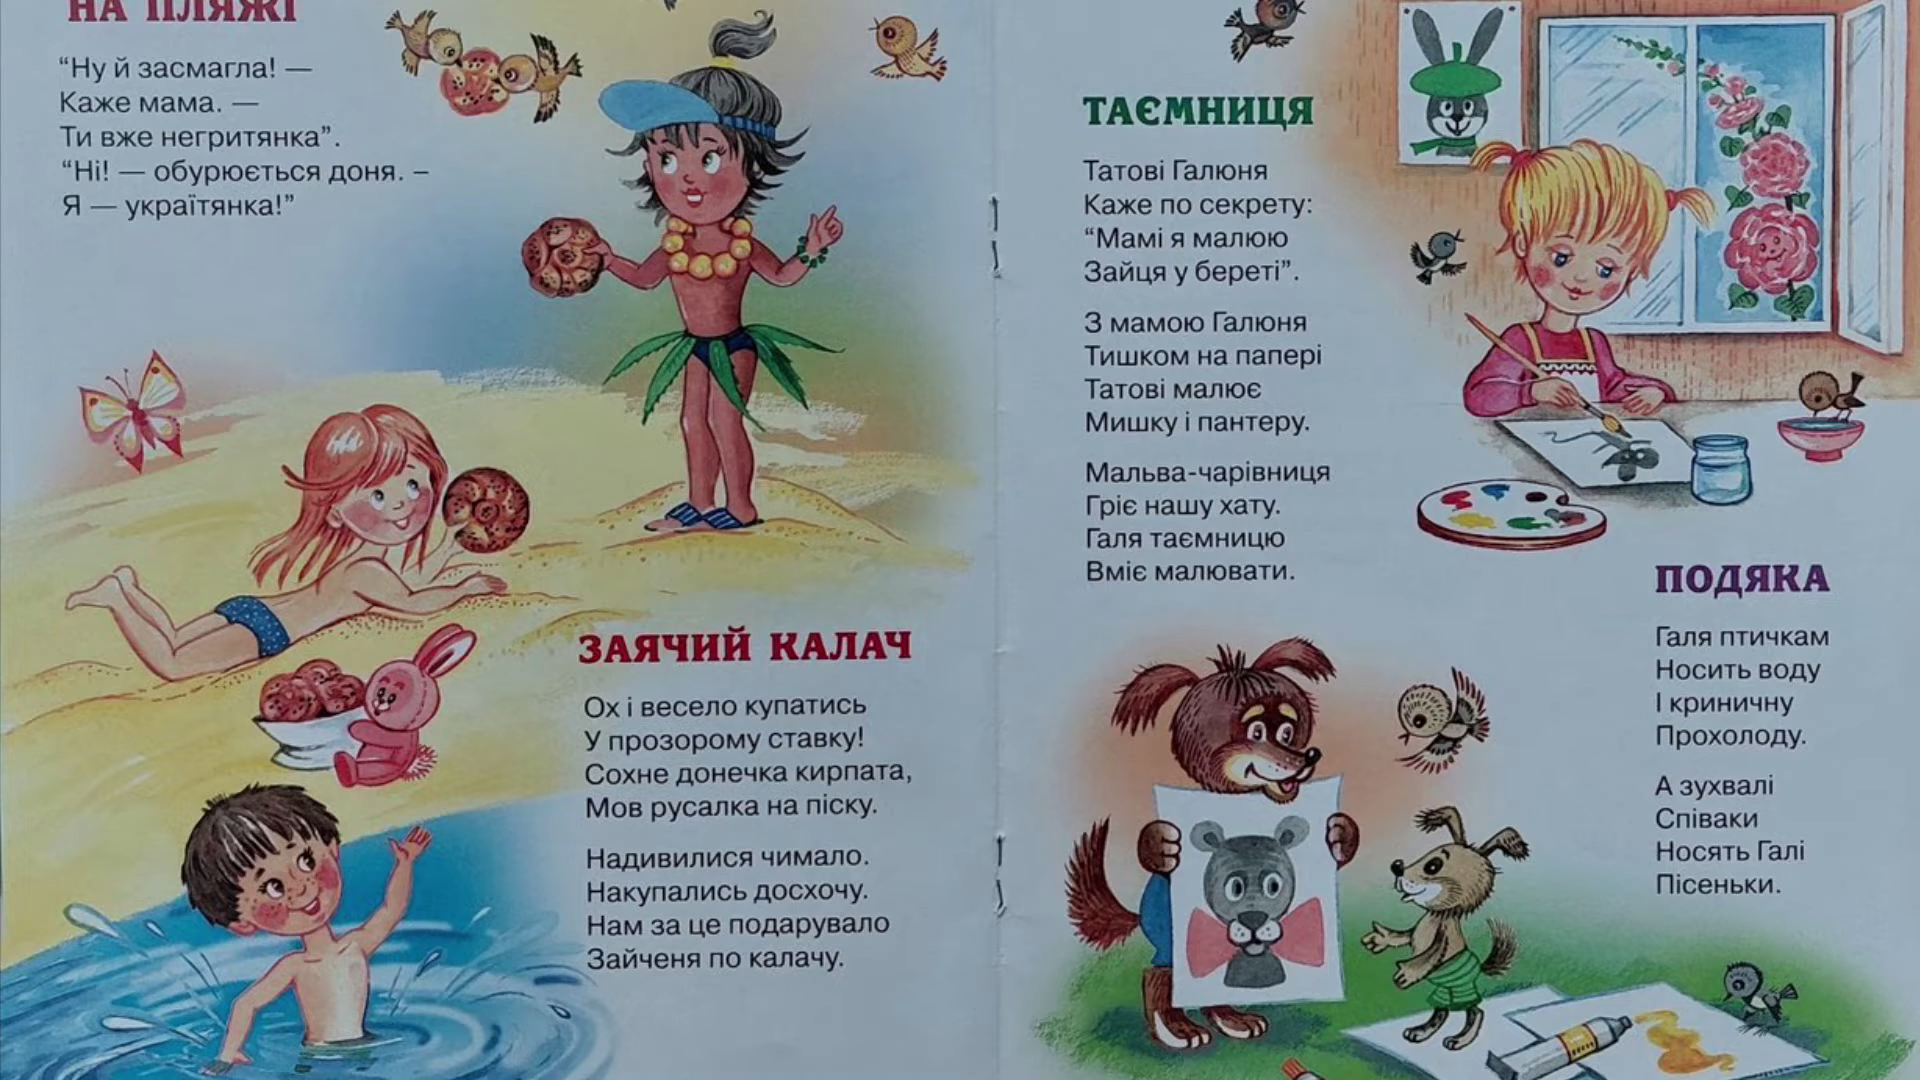 НА ПЛЯЖІ
“Ну й засмагла! —
Каже мама. —
Ти вже негритянка”.
“Ні! — обурюється доня. –
Я — україтянка!”
ЗАЯЧИЙ КАЛАЧ
Ох і весело купатись
У прозорому ставку!
Сохне донечка кирпата,
Мов русалка на піску.
Надивилися чимало.
Накупались досхочу.
Нам за це подарувало
Зайченя по калачу.
ТАЄМНИЦЯ
Татові Галюня
Каже по секрету:
“Мамі я малюю
Зайця у береті”.
З мамою Галюня
Тишком на папері
Татові малює
Мишку і пантеру.
Мальва-чарівниця
Гріє нашу хату.
Галя таємницю
Вміє малювати.
ПОДЯКА
Галя птичкам
Носить воду
І криничну
Прохолоду.
А зухвалі
Співаки
Носять Галі
Пісеньки.